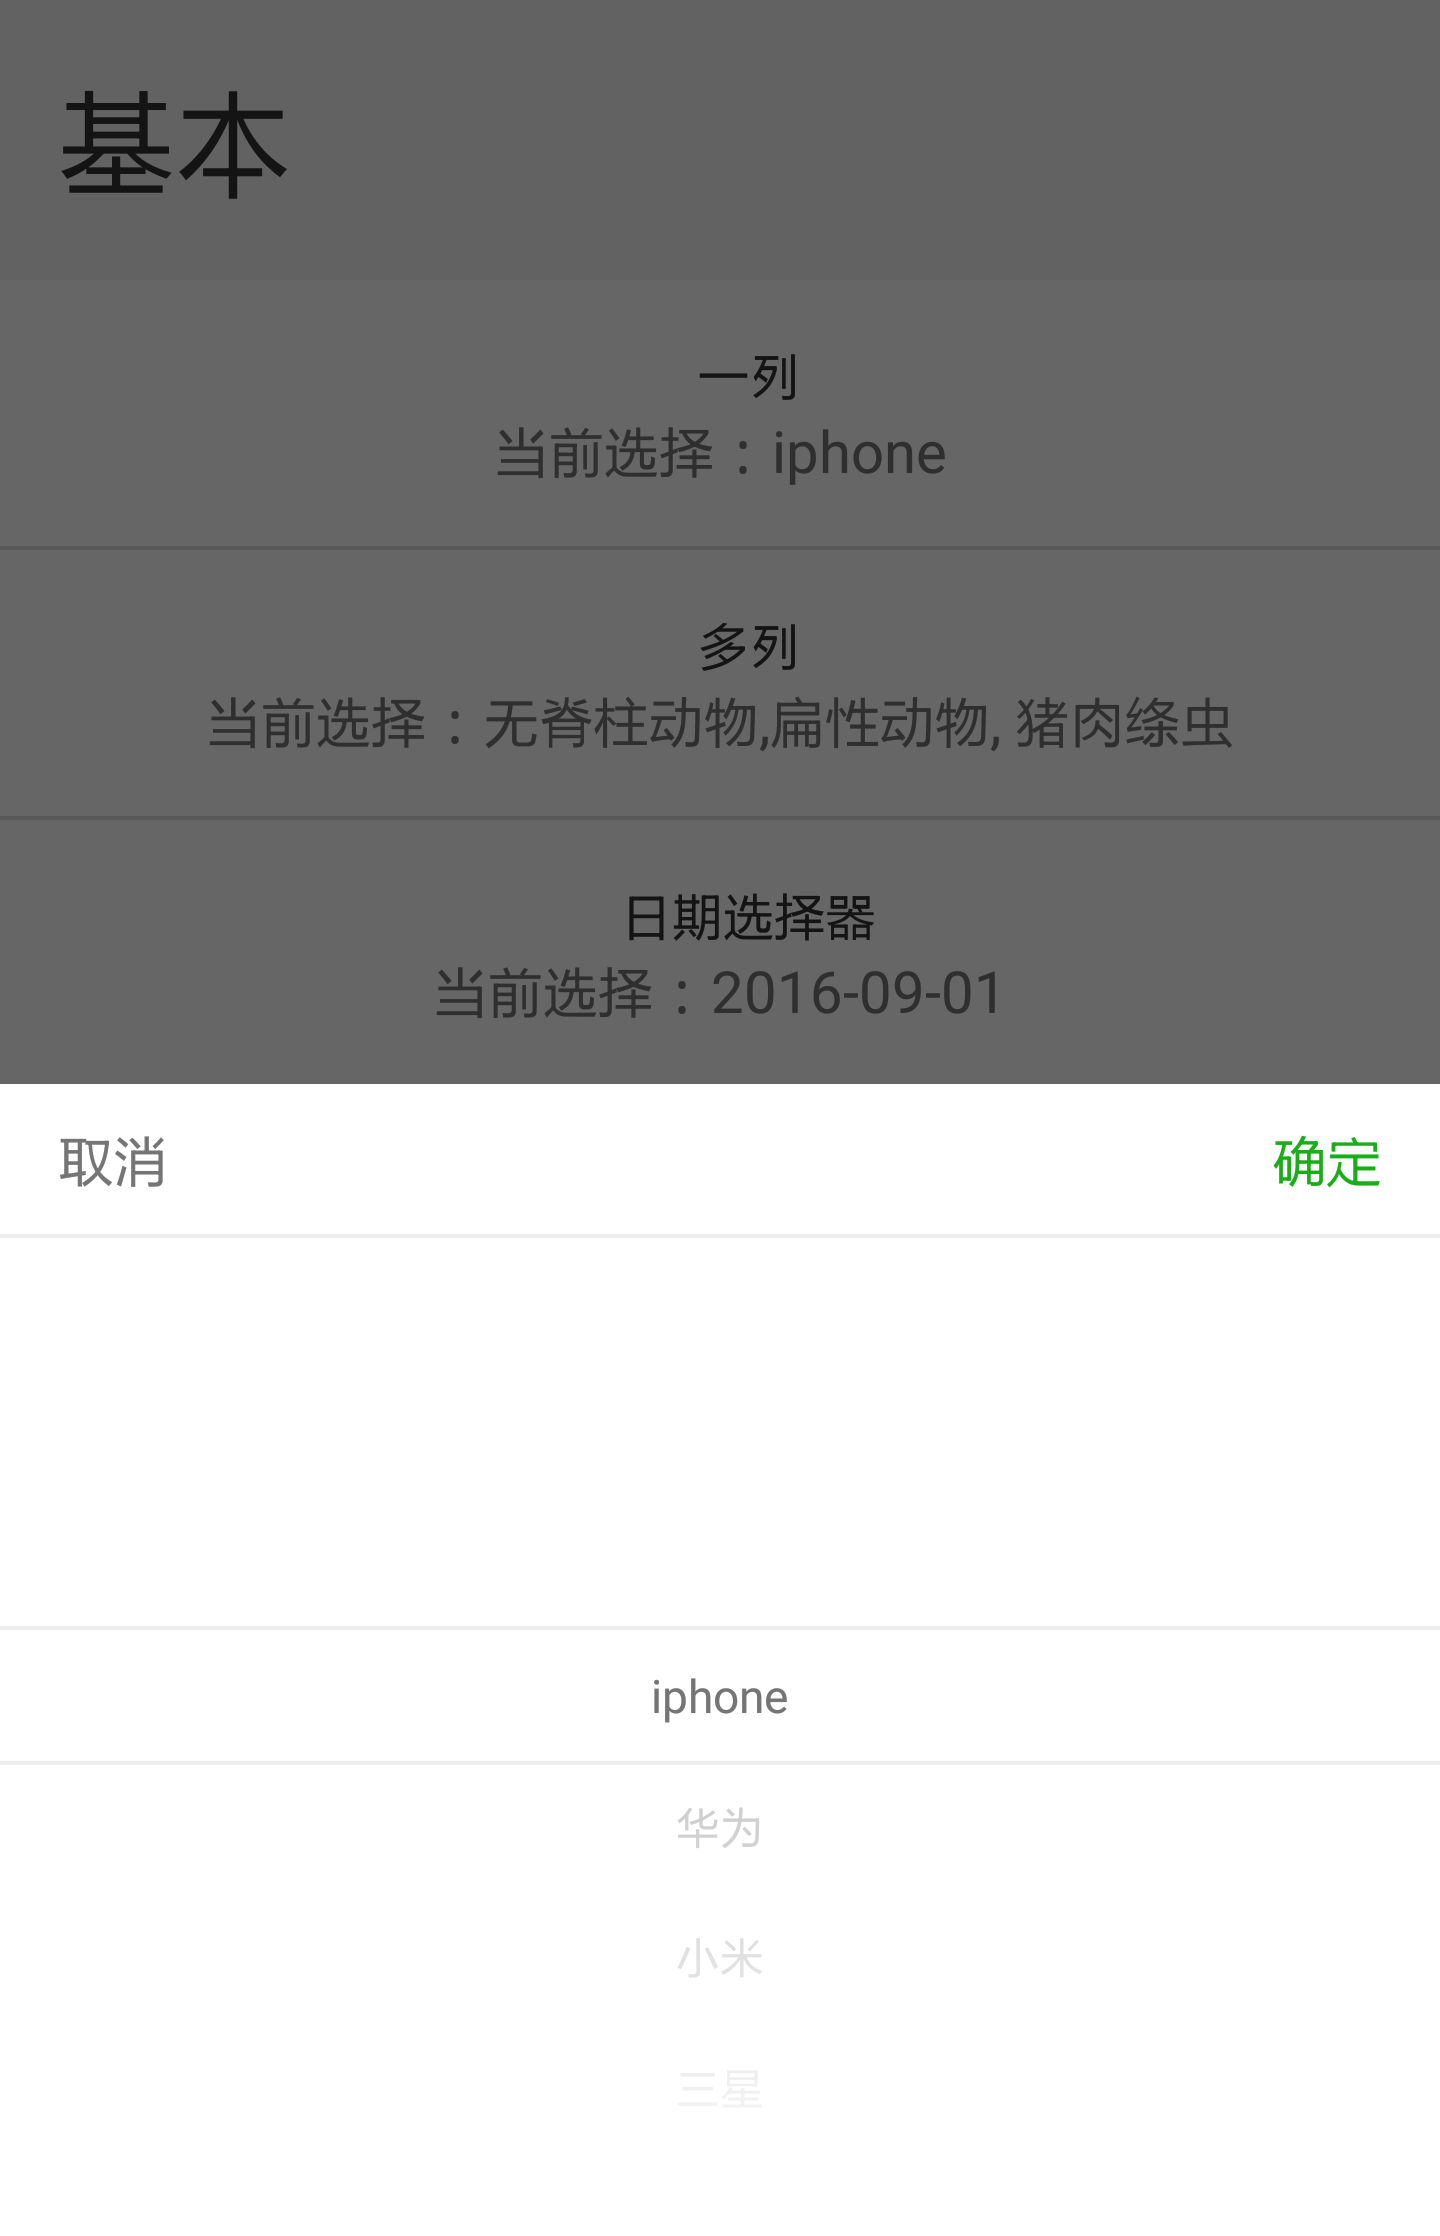 基本
一列
当前选择：iphone
多列
当前选择：无脊柱动物,扁性动物, 猪肉绦虫
日期选择器
当前选择：2016-09-01
取消
确定
iphone
华为
小米
三星